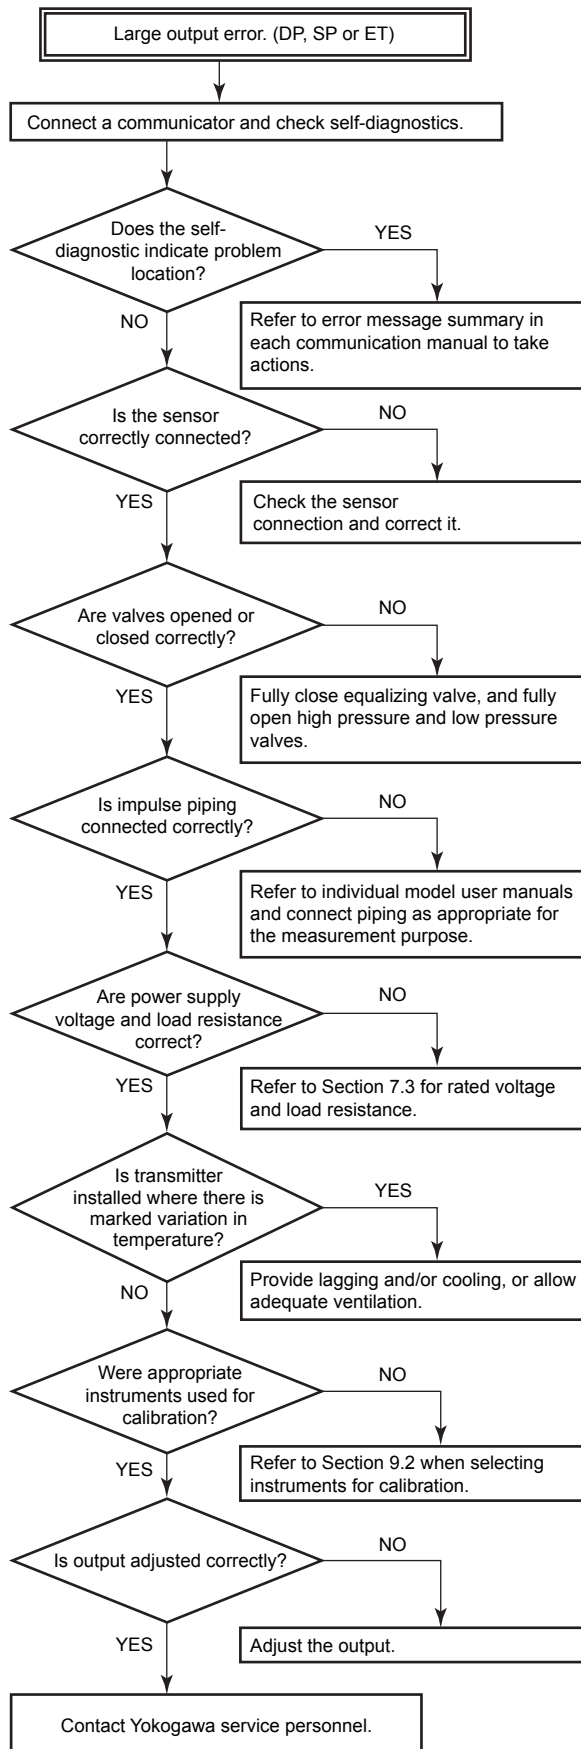 Large output error. (DP, SP or ET)
Connect a communicator and check self-diagnostics.
Does the self-
diagnostic indicate problem
location?
YES
NO
Refer to error message summary in
each communication manual to take
actions.
Is the sensor
correctly connected?
NO
YES
Check the sensor
connection and correct it.
Are valves opened or
closed correctly?
NO
YES
Fully close equalizing valve, and fully
open high pressure and low pressure
valves.
Is impulse piping
connected correctly?
NO
YES
Refer to individual model user manuals
and connect piping as appropriate for
the measurement purpose.
Are power supply
voltage and load resistance
correct?
NO
YES
Refer to Section 7.3 for rated voltage
and load resistance.
Is transmitter
installed where there is
marked variation in
temperature?
YES
NO
Provide lagging and/or cooling, or allow
adequate ventilation.
Were appropriate
instruments used for
calibration?
NO
YES
Refer to Section 9.2 when selecting
instruments for calibration.
Is output adjusted correctly?
NO
YES
Adjust the output.
Contact Yokogawa service personnel.